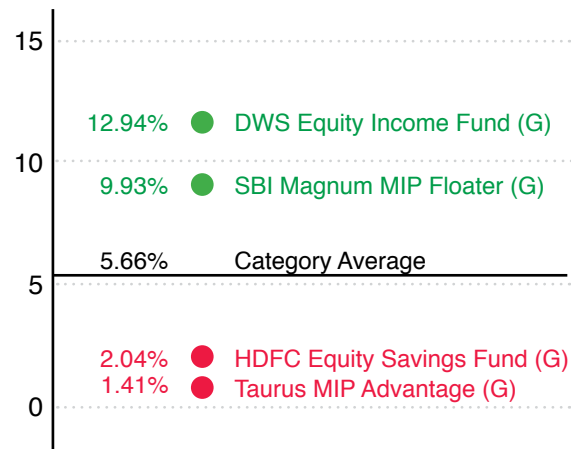 15
12.94% DWS Equity Income Fund (G)
10
9.93% SBI Magnum MIP Floater (G)
5.66% Category Average
5
2.04% HDFC Equity Savings Fund (G)
1.41% Taurus MIP Advantage (G)
0